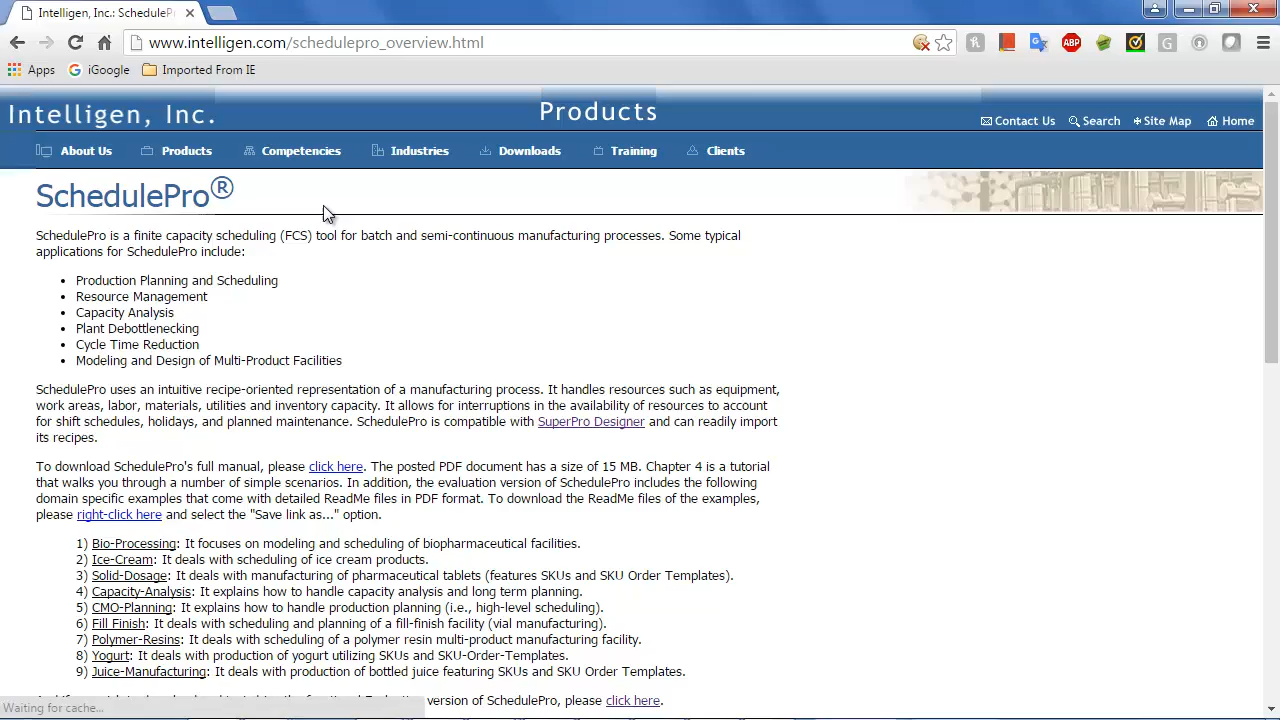 Intelligen, Inc.: SchedulePr
www.intelligen.com/schedulepro_overview.html
ABP
G
Apps
iGoogle
Imported From IE
Intelligen, Inc.
Products
Contact Us
Search
Site Map
Home
About Us
Products
Competencies
Industries
Downloads
Training
Clients
SchedulePro®
SchedulePro is a finite capacity scheduling (FCS) tool for batch and semi-continuous manufacturing processes. Some typical
applications for SchedulePro include:
Production Planning and Scheduling
Resource Management
Capacity Analysis
Plant Debottlenecking
Cycle Time Reduction
Modeling and Design of Multi-Product Facilities
SchedulePro uses an intuitive recipe-oriented representation of a manufacturing process. It handles resources such as equipment,
work areas, labor, materials, utilities and inventory capacity. It allows for interruptions in the availability of resources to account
for shift schedules, holidays, and planned maintenance. SchedulePro is compatible with SuperPro Designer and can readily import
its recipes.
To download SchedulePro's full manual, please click here. The posted PDF document has a size of 15 MB. Chapter 4 is a tutorial
that walks you through a number of simple scenarios. In addition, the evaluation version of SchedulePro includes the following
domain specific examples that come with detailed ReadMe files in PDF format. To download the ReadMe files of the examples,
please right-click here and select the "Save link as..." option.
1) Bio-Processing: It focuses on modeling and scheduling of biopharmaceutical facilities.
2) Ice-Cream: It deals with scheduling of ice cream products.
3) Solid-Dosage: It deals with manufacturing of pharmaceutical tablets (features SKUs and SKU Order Templates).
4) Capacity-Analysis: It explains how to handle capacity analysis and long term planning.
5) CMO-Planning: It explains how to handle production planning (i.e., high-level scheduling).
6) Fill Finish: It deals with scheduling and planning of a fill-finish facility (vial manufacturing).
7) Polymer-Resins: It deals with scheduling of a polymer resin multi-product manufacturing facility.
8) Yogurt: It deals with production of yogurt utilizing SKUs and SKU-Order-Templates.
9) Juice-Manufacturing: It deals with production of bottled juice featuring SKUs and SKU Order Templates.
version of SchedulePro, please click here.
Waiting for cache...